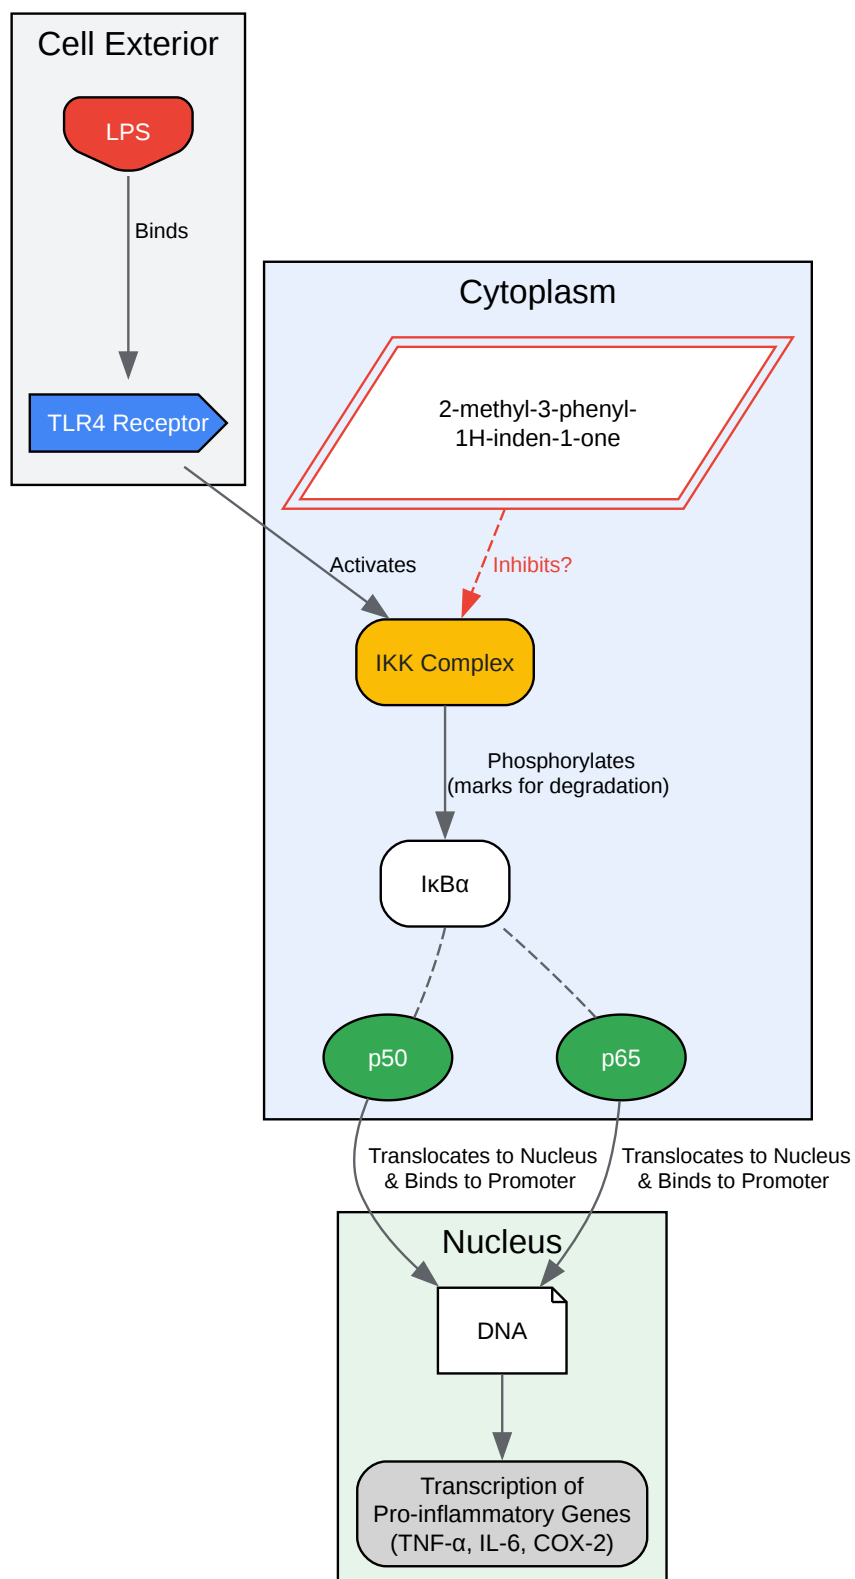 Cell Exterior
LPS
Binds
TLR4 Receptor
Cytoplasm
2-methyl-3-phenyl-
1H-inden-1-one
Activates
Inhibits?
IKK Complex
Phosphorylates
(marks for degradation)
IκBα
p50
p65
Translocates to Nucleus
& Binds to Promoter
Translocates to Nucleus
& Binds to Promoter
Nucleus
DNA
Transcription of
Pro-inflammatory Genes
(TNF-α, IL-6, COX-2)